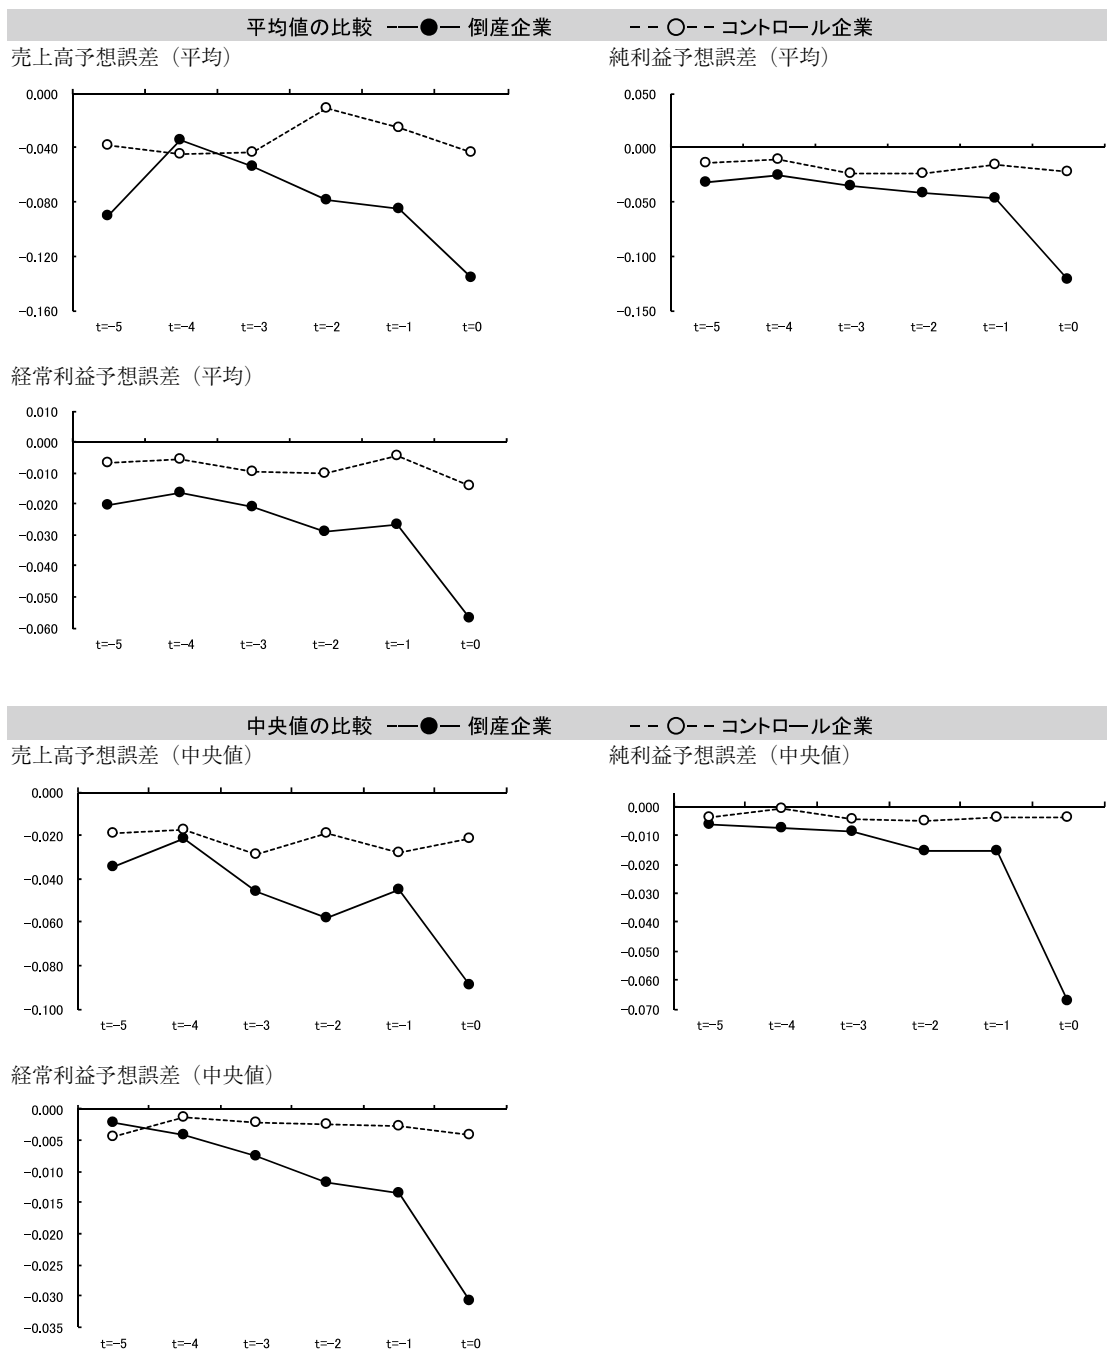 平均値の比較 倒産企業 コントロール企業
売上高予想誤差（平均）
0.000
−0.040
−0.080
−0.120
−0.160
t=−5 t=−4 t=−3 t=−2 t=−1 t=0
純利益予想誤差（平均）
0.050
0.000
−0.050
−0.100
−0.150
t=−5 t=−4 t=−3 t=−2 t=−1 t=0
経常利益予想誤差（平均）
0.010
0.000
−0.010
−0.020
−0.030
−0.040
−0.050
−0.060
t=−5 t=−4 t=−3 t=−2 t=−1 t=0
中央値の比較 倒産企業 コントロール企業
売上高予想誤差（中央値）
0.000
−0.020
−0.040
−0.060
−0.080
−0.100
t=−5 t=−4 t=−3 t=−2 t=−1 t=0
純利益予想誤差（中央値）
0.000
−0.010
−0.020
−0.030
−0.040
−0.050
−0.060
−0.070
t=−5 t=−4 t=−3 t=−2 t=−1 t=0
経常利益予想誤差（中央値）
0.000
−0.005
−0.010
−0.015
−0.020
−0.025
−0.030
−0.035
t=−5 t=−4 t=−3 t=−2 t=−1 t=0